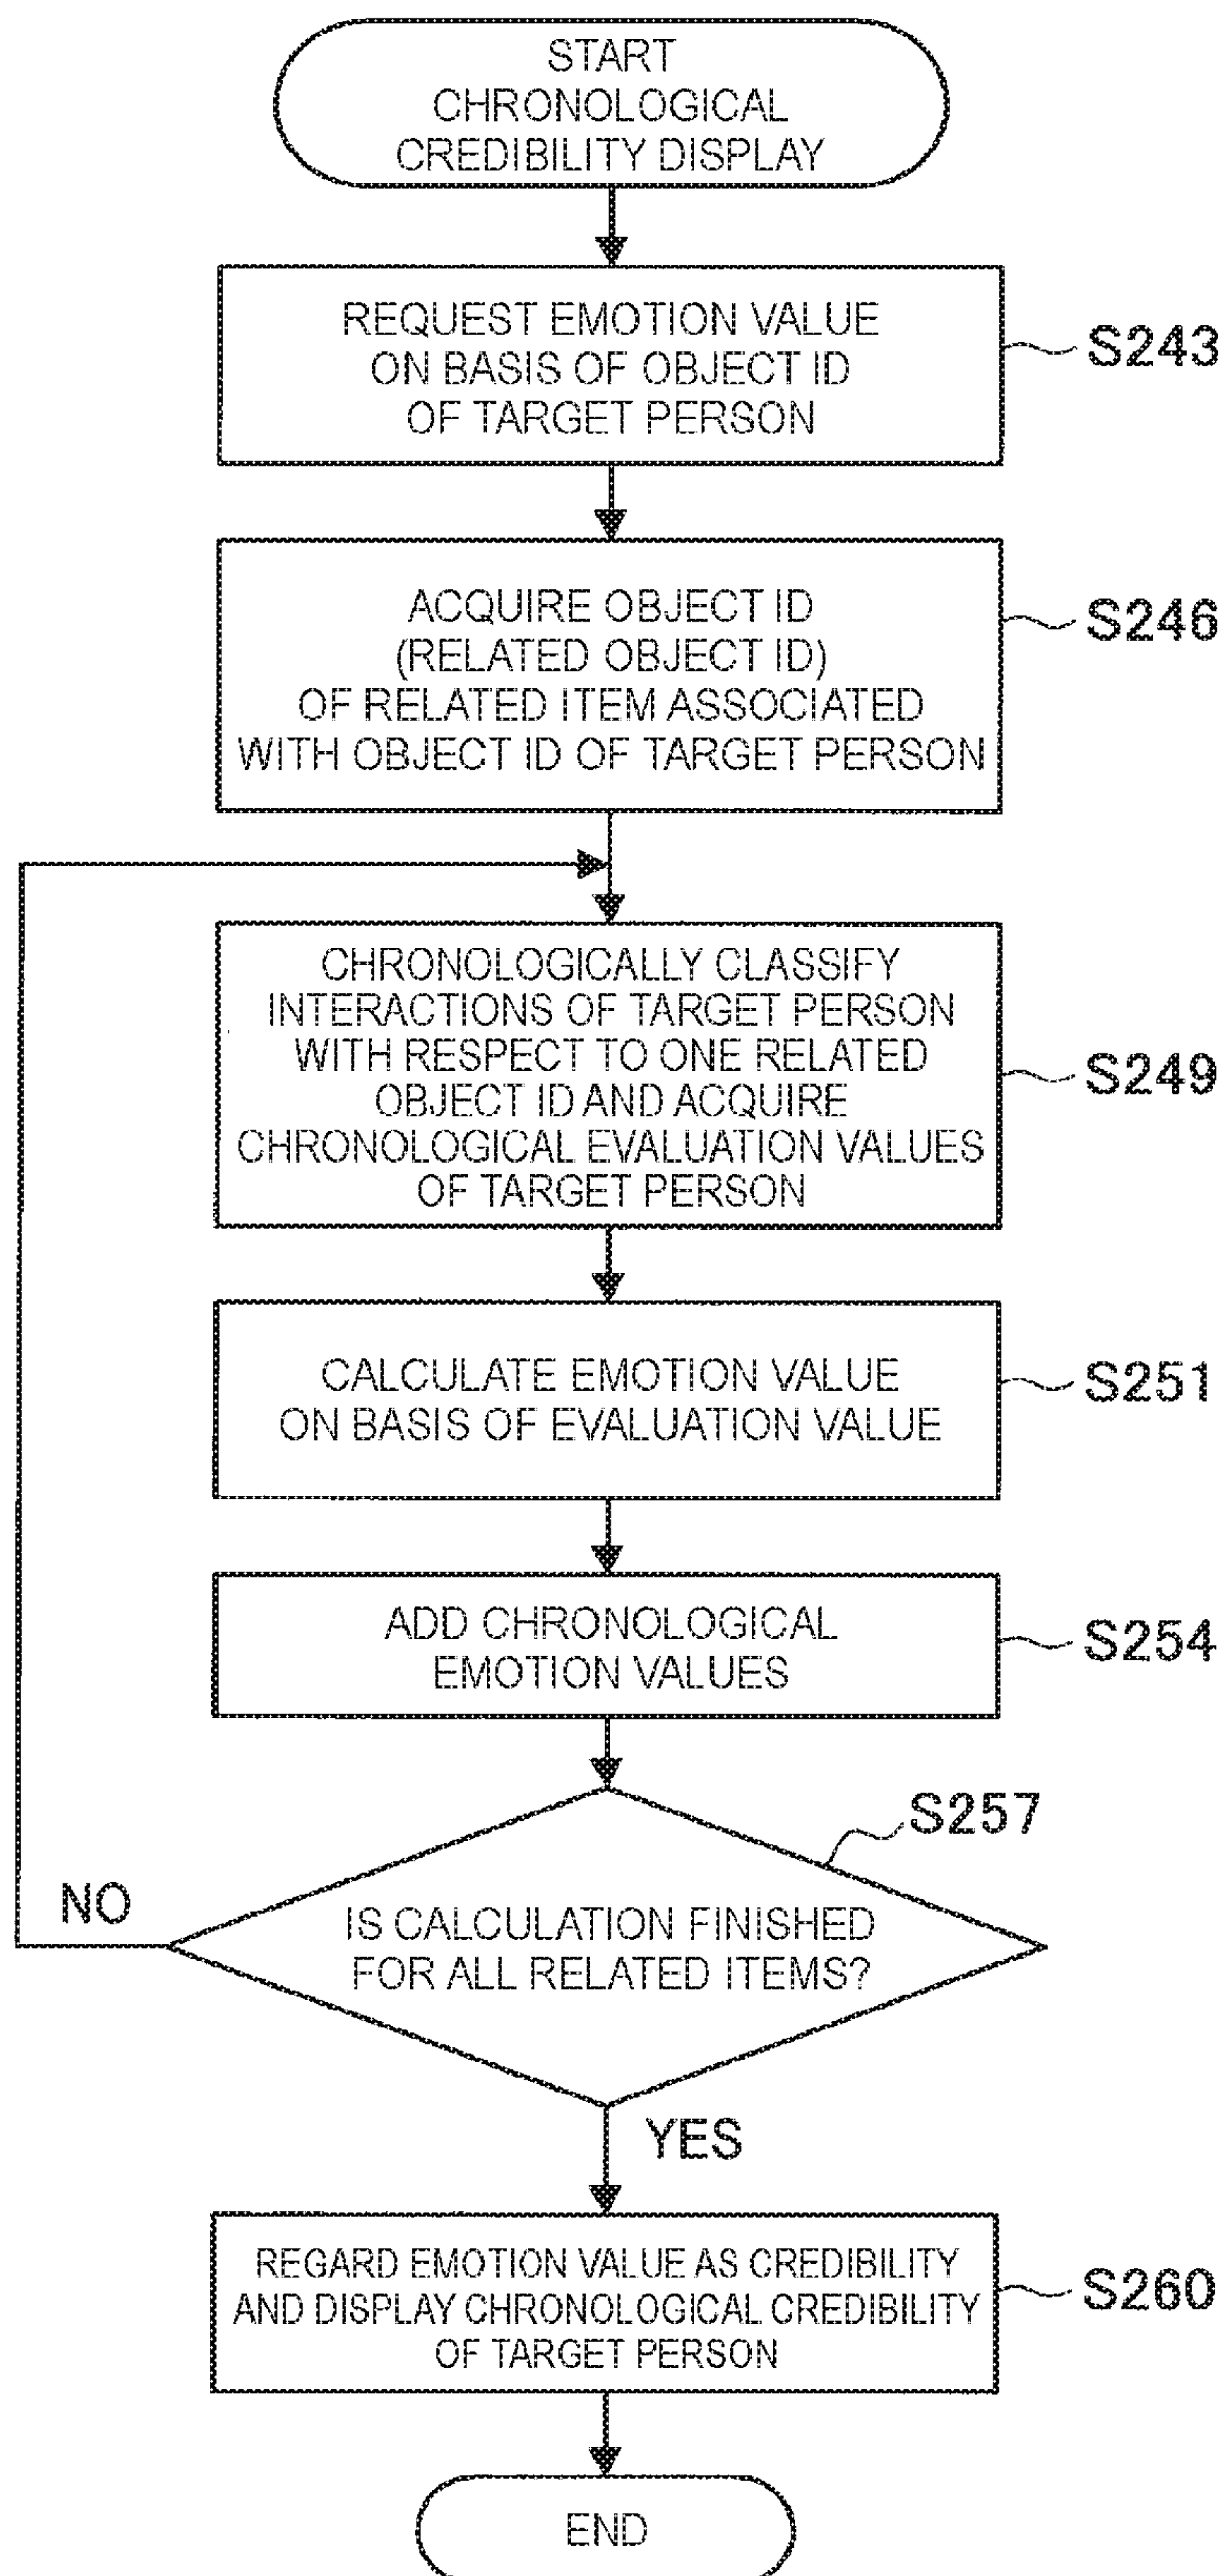 START
CHRONOLOGICAL
CREDIBILITY DISPLAY
REQUEST EMOTION VALUE
ON BASIS OF OBJECT ID
OF TARGET PERSON
S243
ACQUIRE OBJECT ID
(RELATED OBJECT ID)
OF RELATED ITEM ASSOCIATED
WITH OBJECT ID OF TARGET PERSON
S246
CHRONOLOGICALLY CLASSIFY
INTERACTIONS OF TARGET PERSON
WITH RESPECT TO ONE RELATED
OBJECT ID AND ACQUIRE
CHRONOLOGICAL EVALUATION VALUES
OF TARGET PERSON
S249
CALCULATE EMOTION VALUE
ON BASIS OF EVALUATION VALUE
S251
ADD CHRONOLOGICAL
EMOTION VALUES
S254
S257
NO
IS CALCULATION FINISHED
FOR ALL RELATED ITEMS?
YES
REGARD EMOTION VALUE AS CREDIBILITY
AND DISPLAY CHRONOLOGICAL CREDIBILITY
OF TARGET PERSON
S260
END